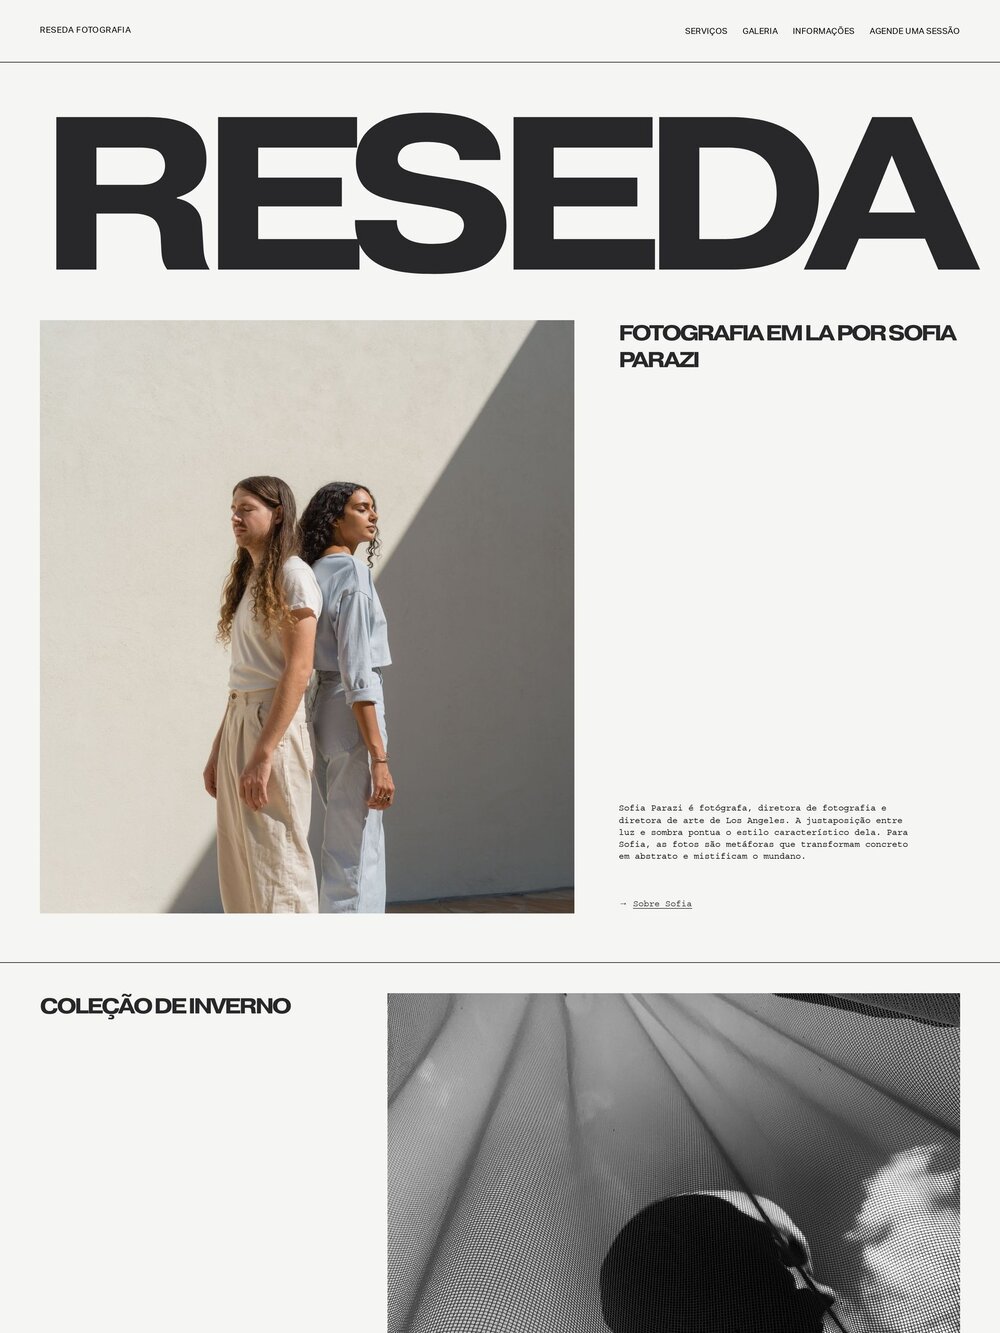 RESEDA FOTOGRAFIA
SERVIÇOS GALERIA INFORMAÇÕES AGENDE UMA SESSÃO
RESEDA
FOTOGRAFIA EM LA POR SOFIA
PARAZI
Sofia Parazi é fotógrafa, diretora de fotografia e
diretora de arte de Los Angeles. A justaposição entre
luz e sombra pontua o estilo característico dela. Para
Sofia, as fotos são metáforas que transformam concreto
em abstrato e mistificam o mundano.
→ Sobre Sofia
COLEÇÃO DE INVERNO